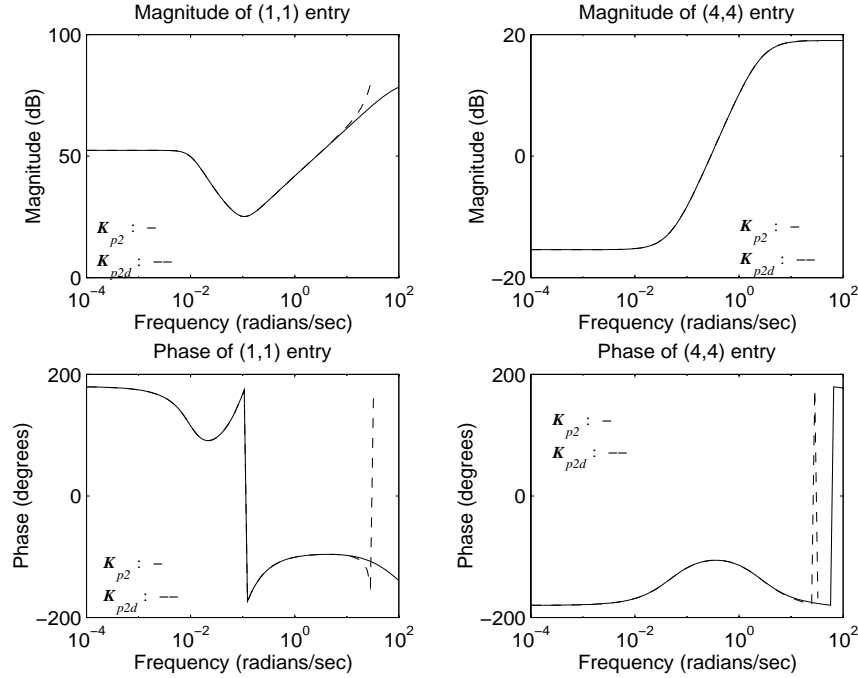 Magnitude of (1,1) entry
100
50
0
Magnitude (dB)
K_p2 : −
K_p2d : −−
10^−4 10^−2 10^0 10^2
Frequency (radians/sec)
Magnitude of (4,4) entry
20
0
−20
Magnitude (dB)
K_p2 : −
K_p2d : −−
10^−4 10^−2 10^0 10^2
Frequency (radians/sec)
Phase of (1,1) entry
200
0
−200
Phase (degrees)
K_p2 : −
K_p2d : −−
10^−4 10^−2 10^0 10^2
Frequency (radians/sec)
Phase of (4,4) entry
200
0
−200
Phase (degrees)
K_p2 : −
K_p2d : −−
10^−4 10^−2 10^0 10^2
Frequency (radians/sec)